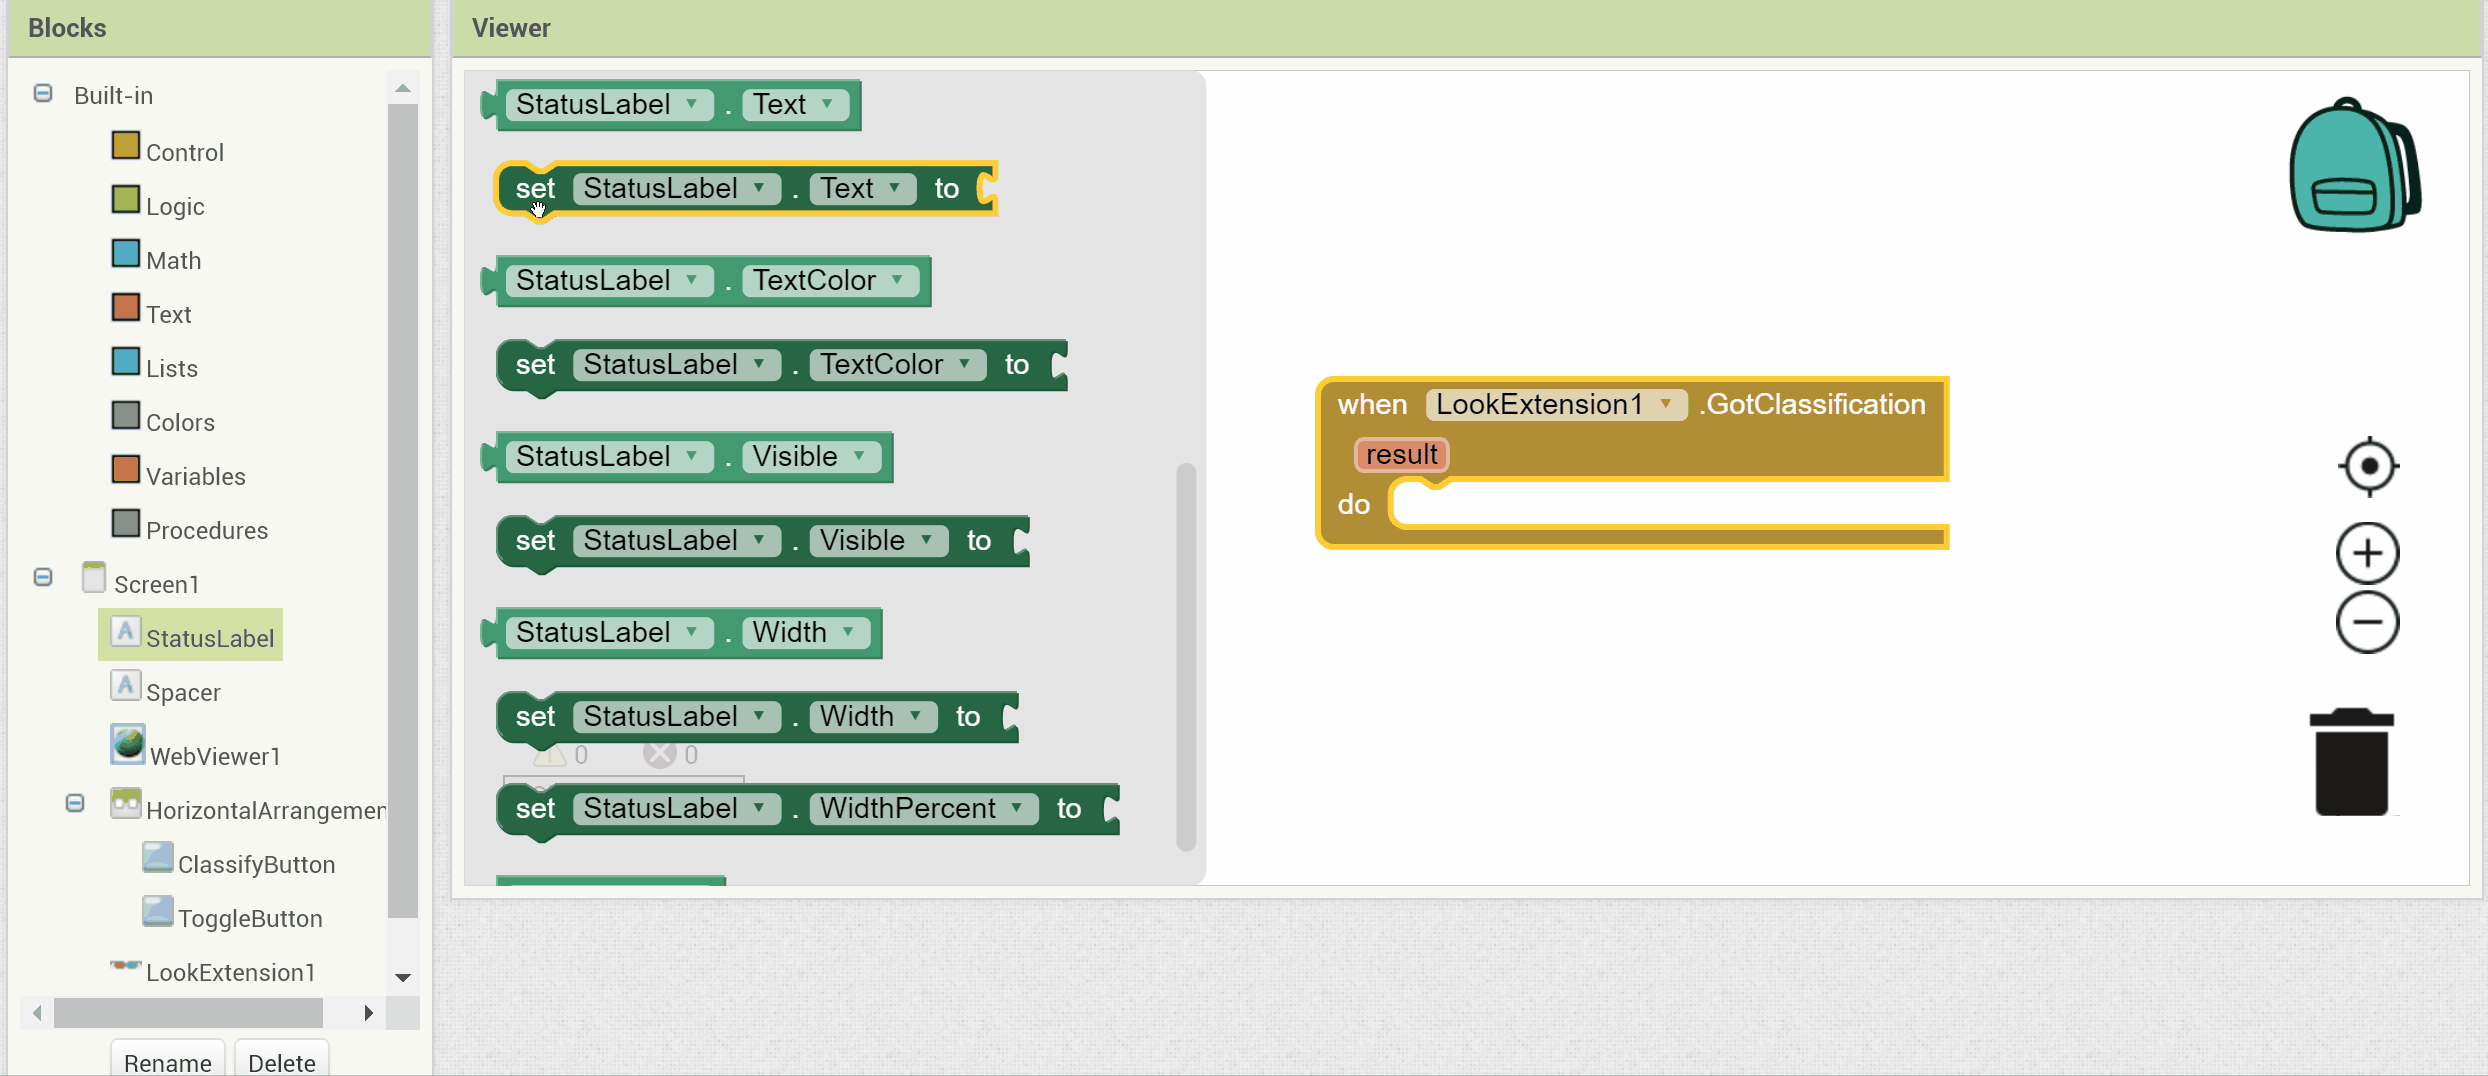 Blocks
Built-in
Control
Logic
Math
Text
Lists
Colors
Variables
Procedures
Screen1
StatusLabel
Spacer
WebViewer1
HorizontalArrangemen
ClassifyButton
ToggleButton
LookExtension1
Rename Delete
Viewer
StatusLabel . Text
set StatusLabel . Text to
StatusLabel . TextColor
set StatusLabel . TextColor to
StatusLabel . Visible
set StatusLabel . Visible to
StatusLabel . Width
set StatusLabel . Width to
0 0
set StatusLabel . WidthPercent to
when LookExtension1 .GotClassification
result
do